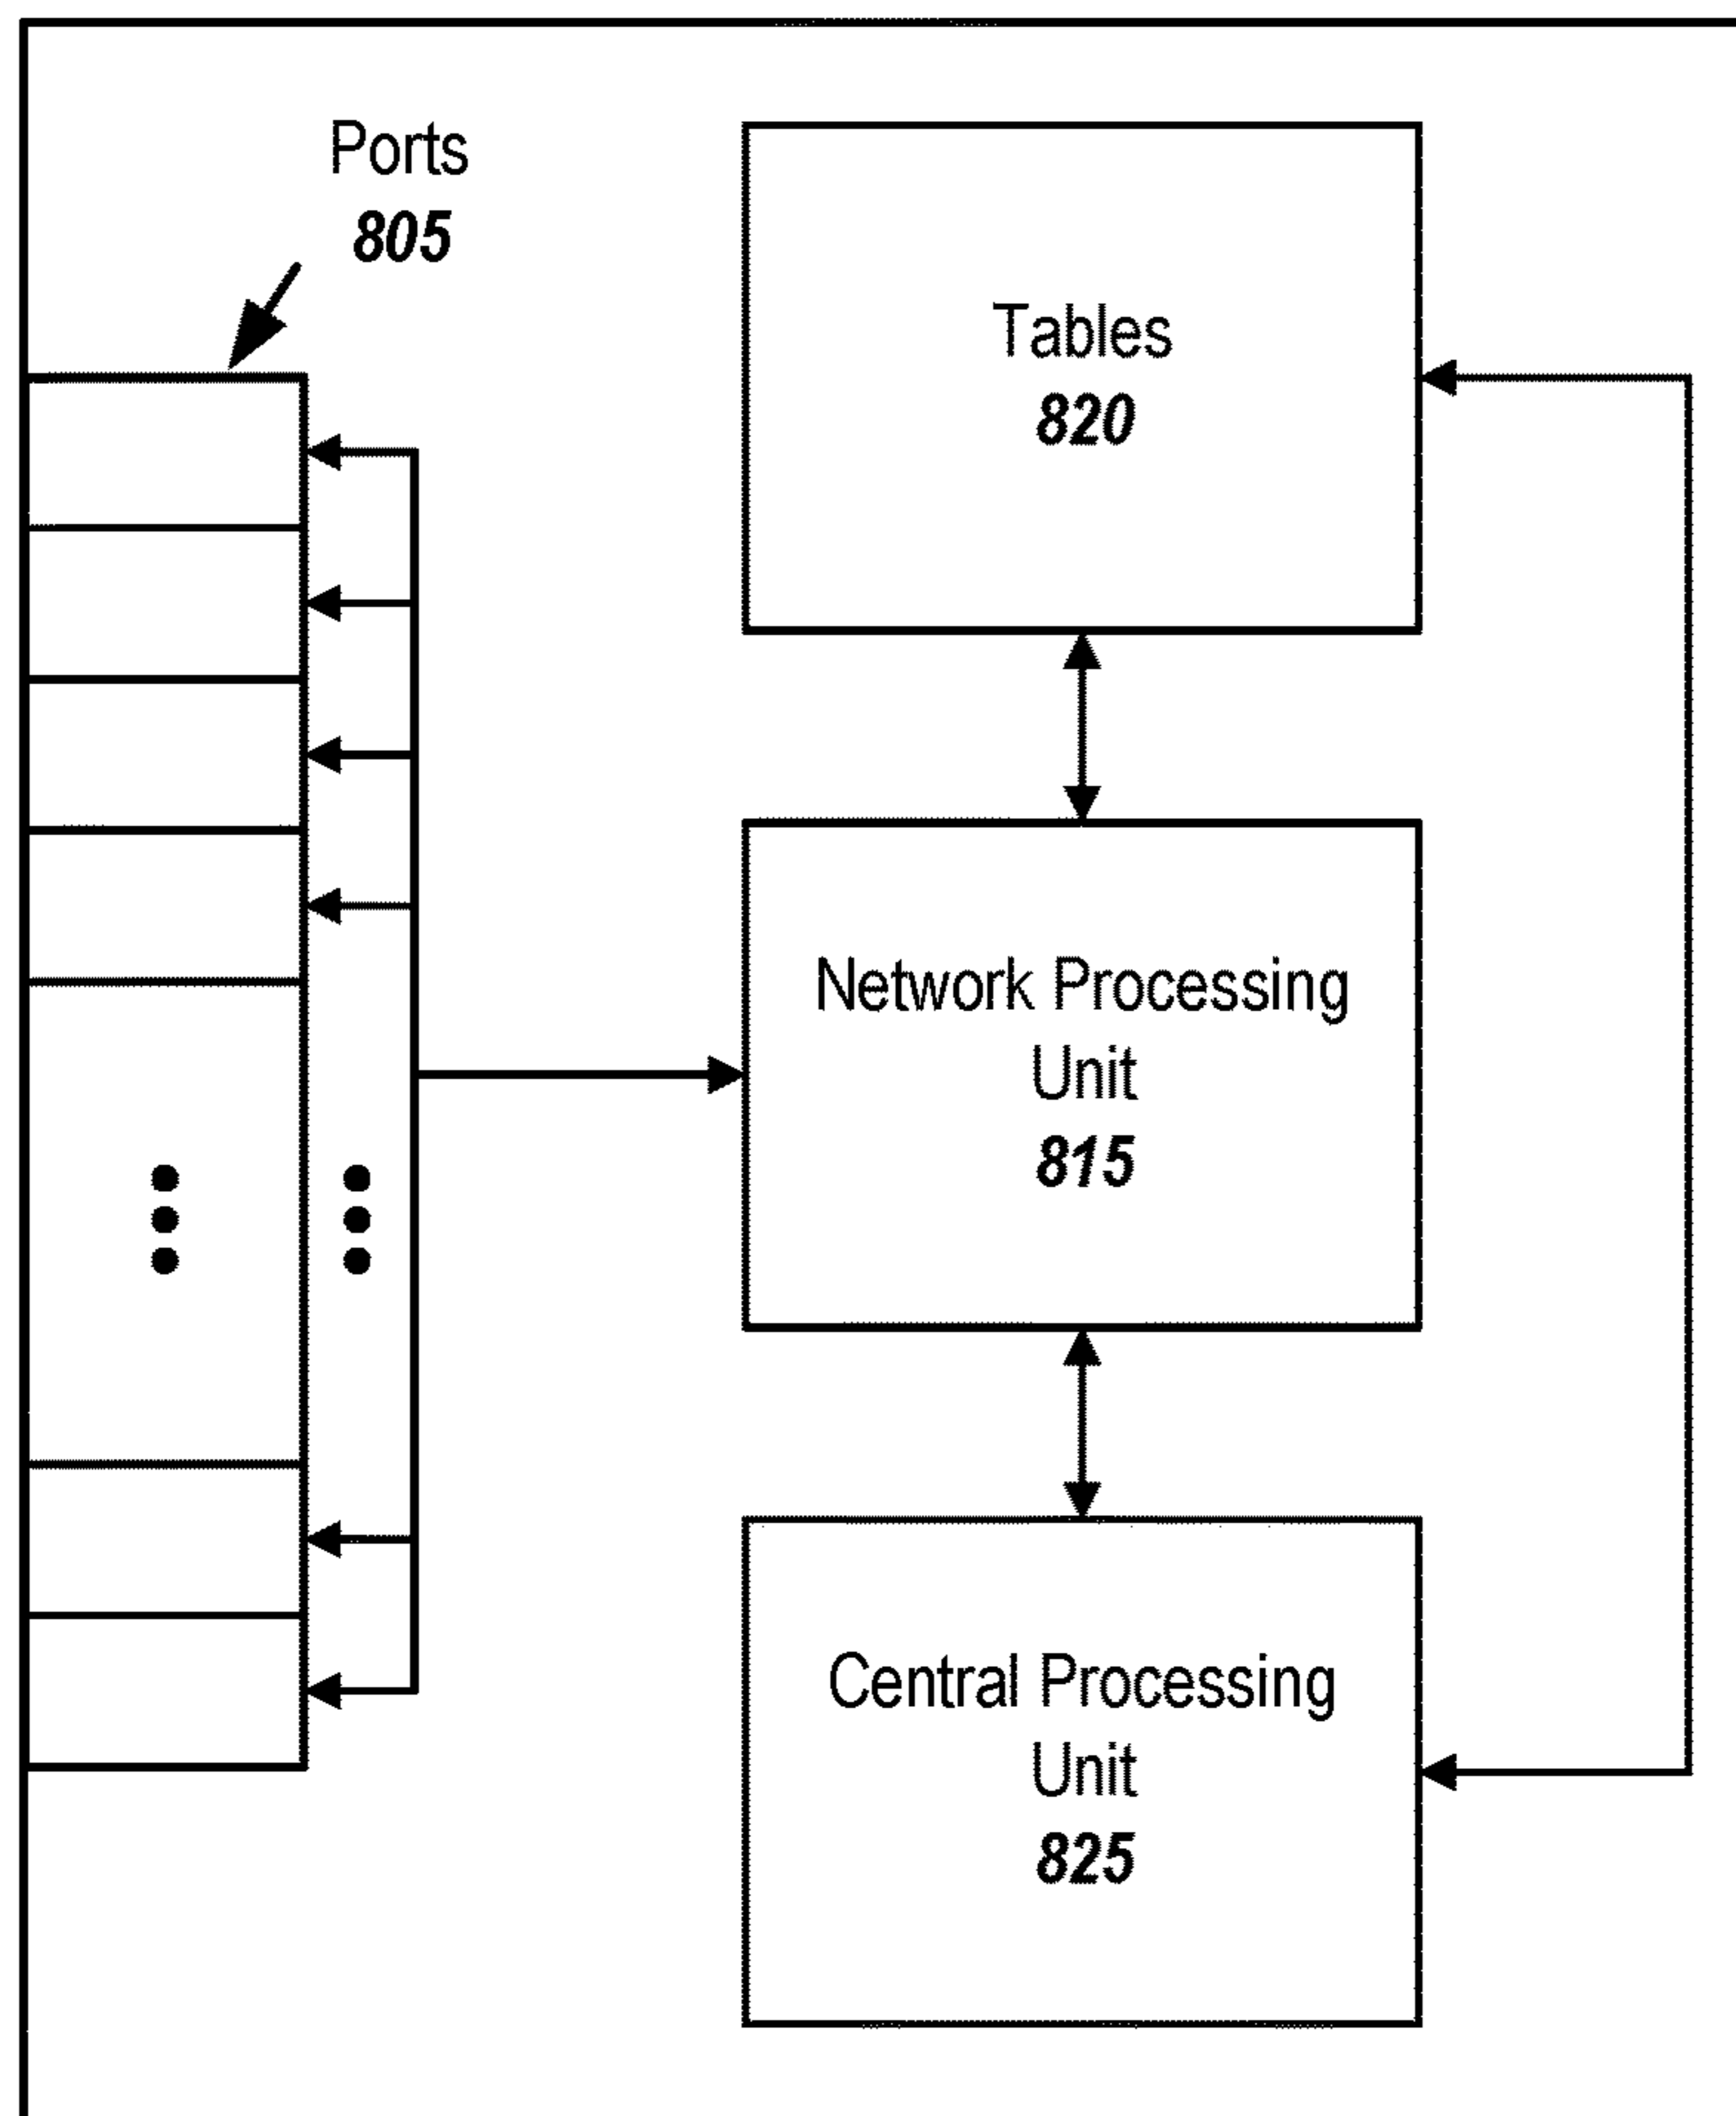 Ports
805
Tables
820
Network Processing
Unit
815
Central Processing
Unit
825